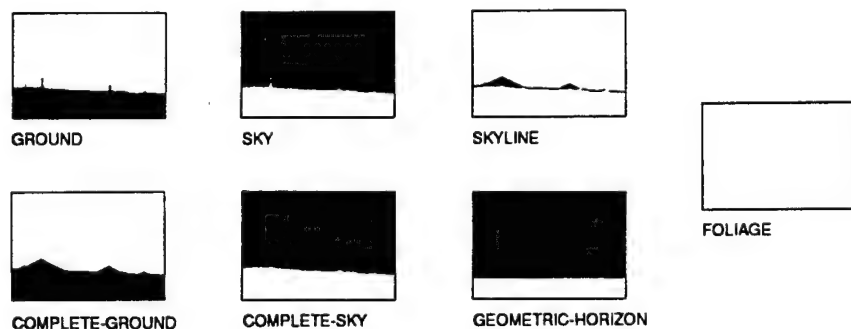 GROUND
SKY
SKYLINE
FOLIAGE
COMPLETE-GROUND
COMPLETE-SKY
GEOMETRIC-HORIZON